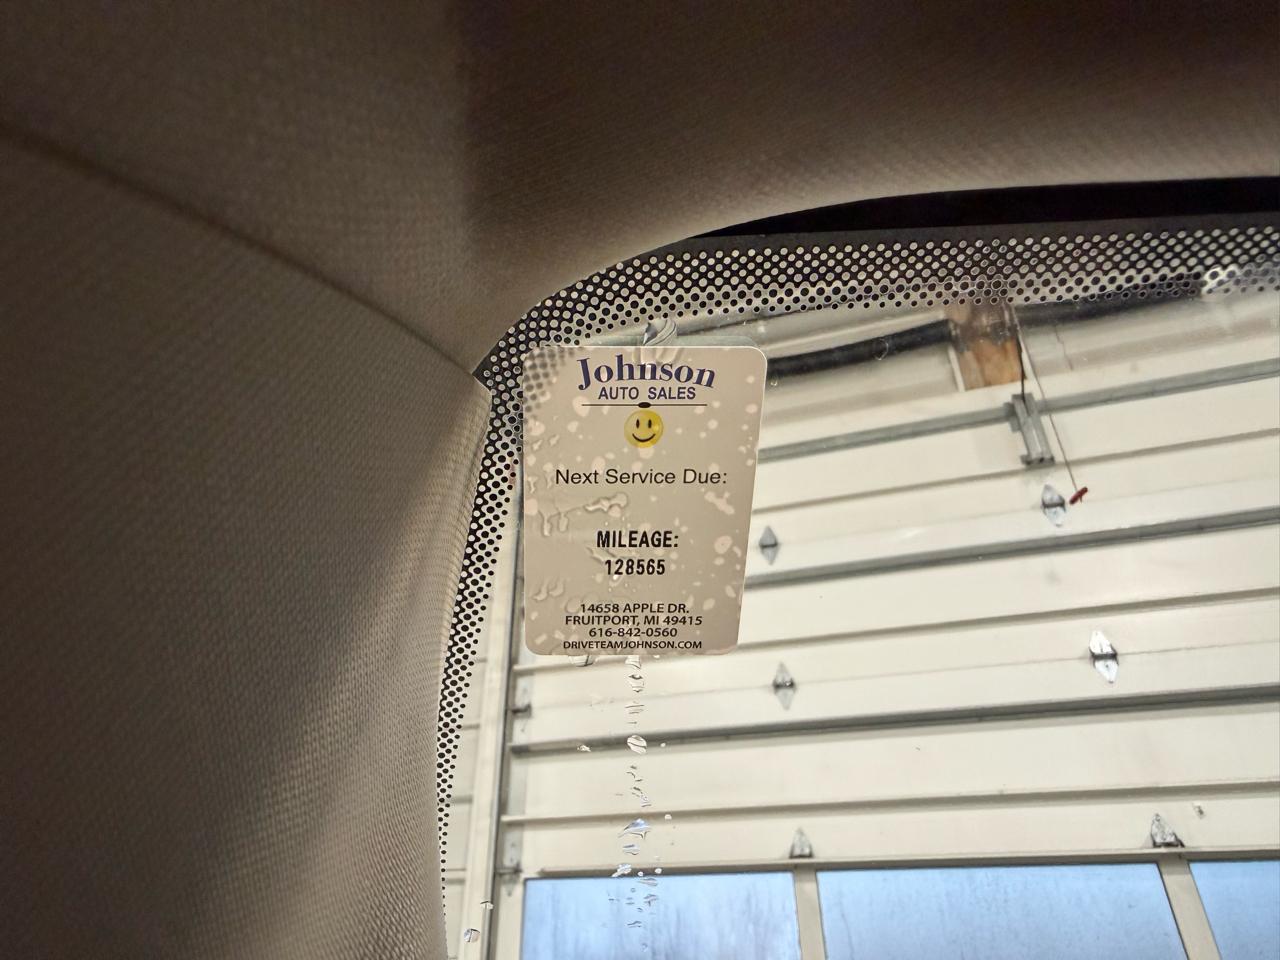 Johnson
AUTO SALES
Next Service Due:
MILEAGE:
128565
14658 APPLE DR.
FRUITPORT, MI 49415
616-842-0560
DRIVETEAMJOHNSON.COM